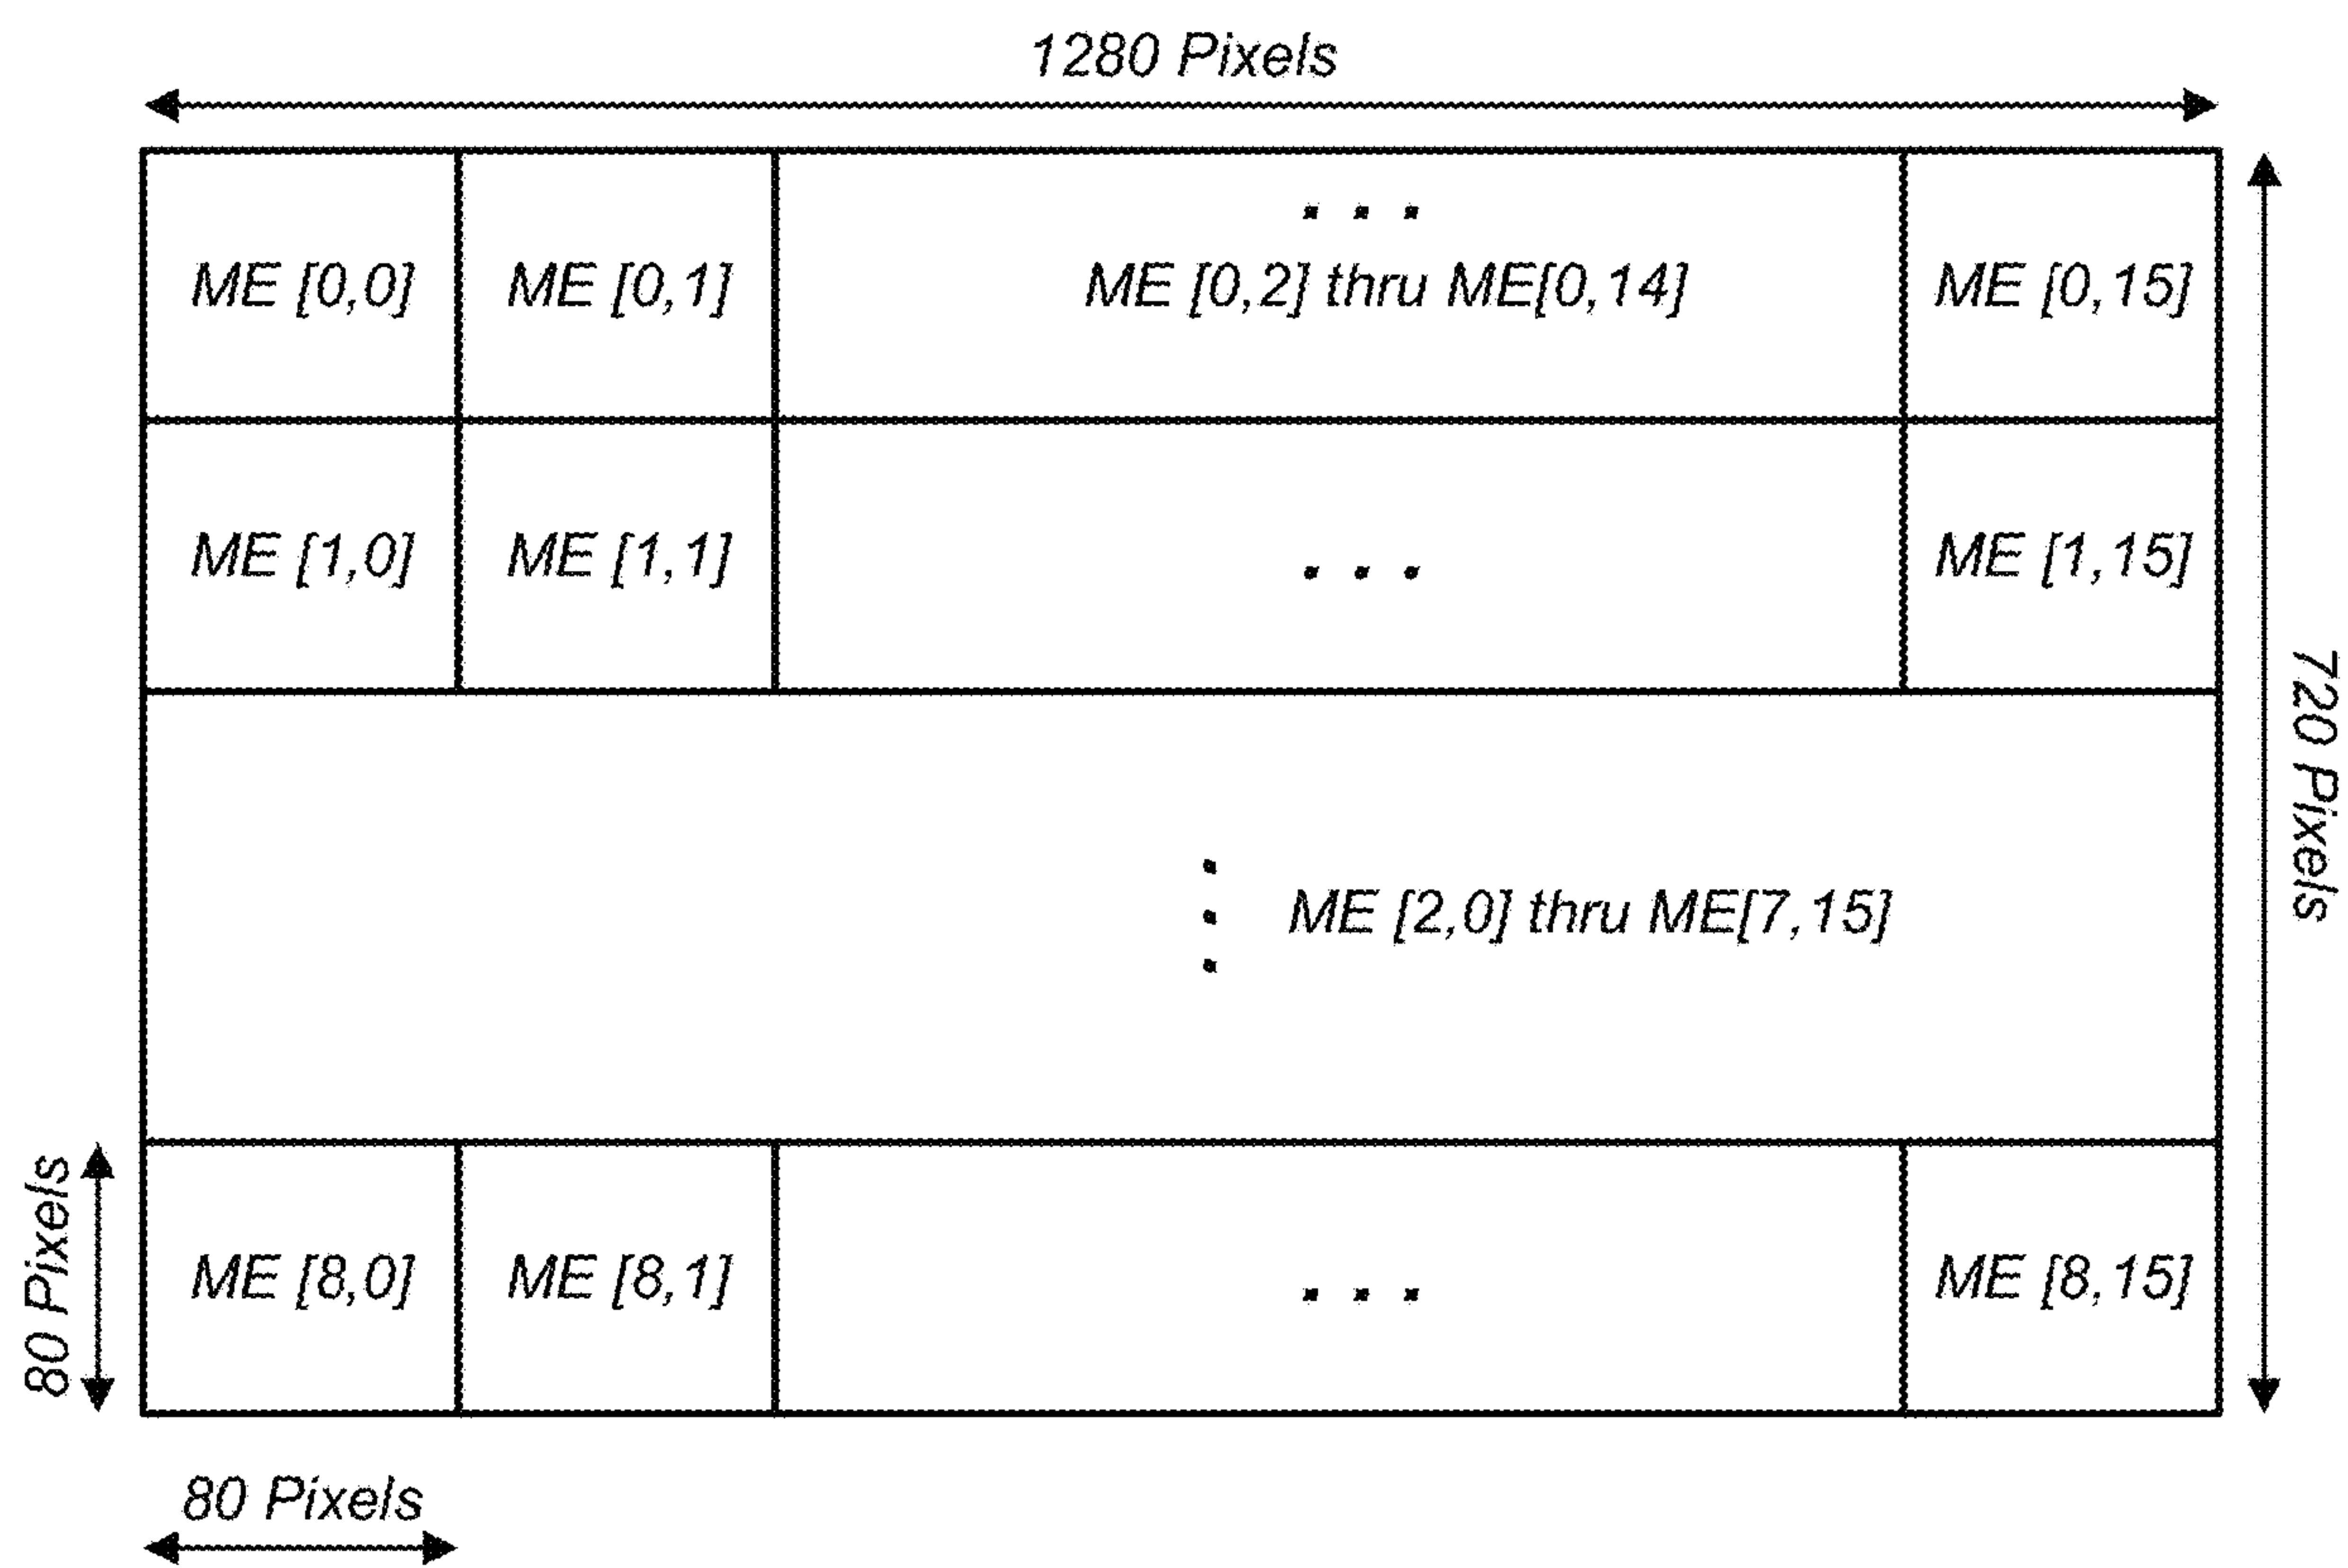 1280 Pixels
. . .
ME [0,0] ME [0,1] ME [0,2] thru ME[0,14] ME [0,15]
ME [1,0] ME [1,1] . . . ME [1,15]
720 Pixels
. . . ME [2,0] thru ME[7,15]
80 Pixels
ME [8,0] ME [8,1] . . . ME [8,15]
80 Pixels